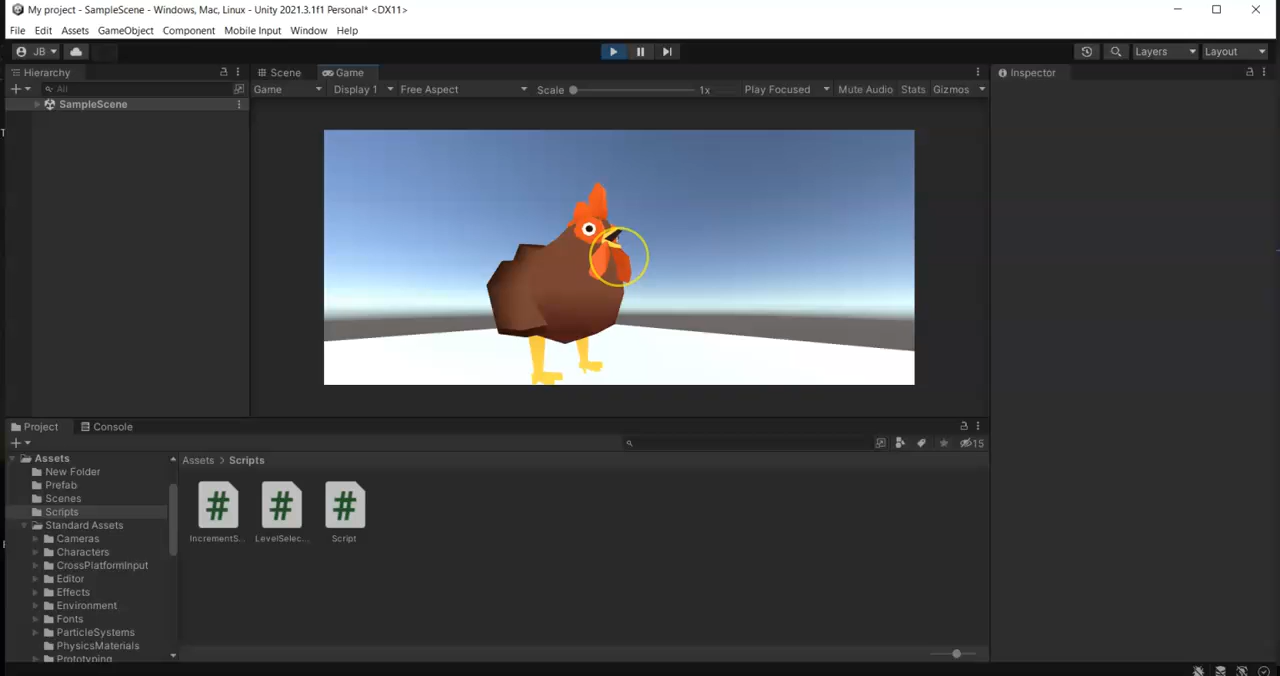 My project - SampleScene - Windows, Mac, Linux - Unity 2021.3.1f1 Personal* <DX11>
File Edit Assets GameObject Component Mobile Input Window Help
JB Layers Layout
Hierarchy Scene Game Inspector
All Game Display 1 Free Aspect Scale 1x Play Focused Mute Audio Stats Gizmos
SampleScene
Project Console
15
Assets Assets > Scripts
New Folder
Prefab
Scenes
Scripts
Standard Assets
Cameras IncrementS... LevelSelec... Script
Characters
CrossPlatformInput
Editor
Effects
Environment
Fonts
ParticleSystems
PhysicsMaterials
Prototyping